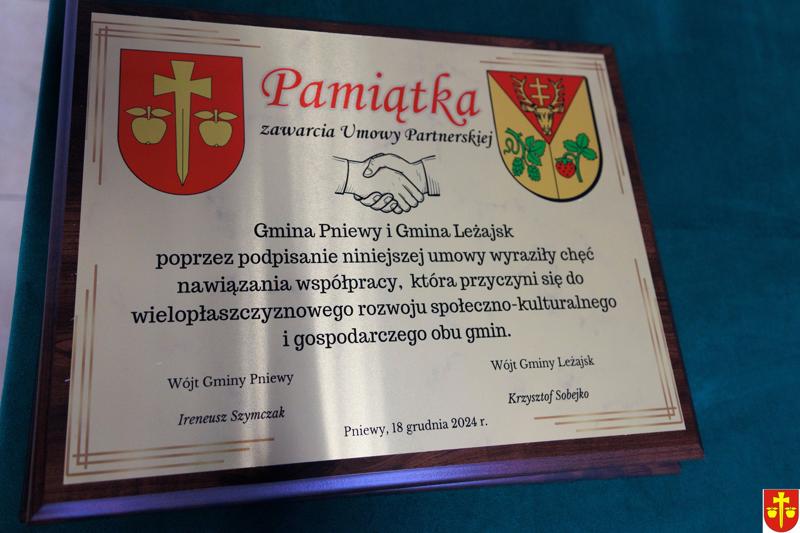 Pamiątka
zawarcia Umowy Partnerskiej
Gmina Pniewy i Gmina Leżajsk
poprzez podpisanie niniejszej umowy wyraziły chęć
nawiązania współpracy, która przyczyni się do
wielopłaszczyznowego rozwoju społeczno-kulturalnego
i gospodarczego obu gmin.
Wójt Gminy Pniewy
Ireneusz Szymczak
Wójt Gminy Leżajsk
Krzysztof Sobejko
Pniewy, 18 grudnia 2024 r.